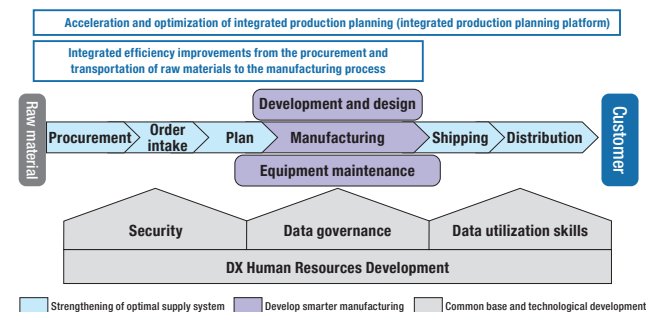 Acceleration and optimization of integrated production planning (integrated production planning platform)
Integrated efficiency improvements from the procurement and
transportation of raw materials to the manufacturing process
Raw material
Development and design
Customer
Procurement
Order
intake
Plan
Manufacturing
Shipping
Distribution
Equipment maintenance
Security
Data governance
Data utilization skills
DX Human Resources Development
Strengthening of optimal supply system
Develop smarter manufacturing
Common base and technological development